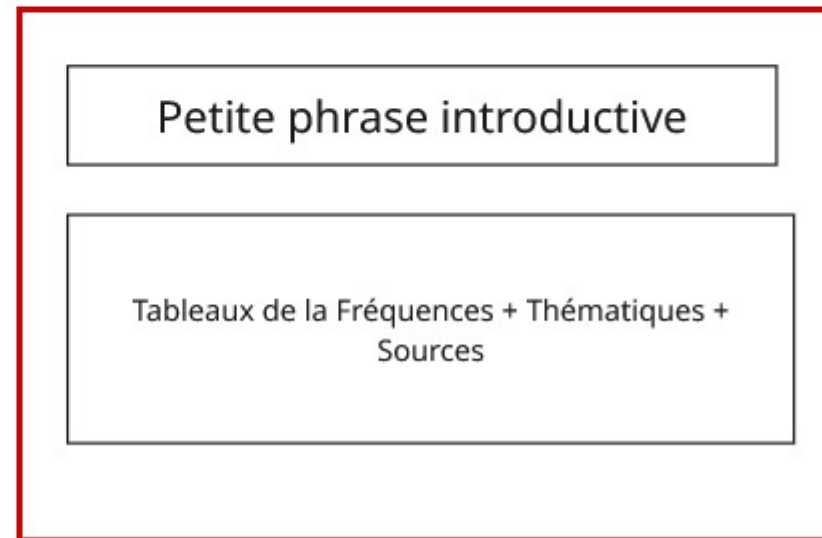 Petite phrase introductive
Tableaux de la Fréquences + Thématiques +
Sources